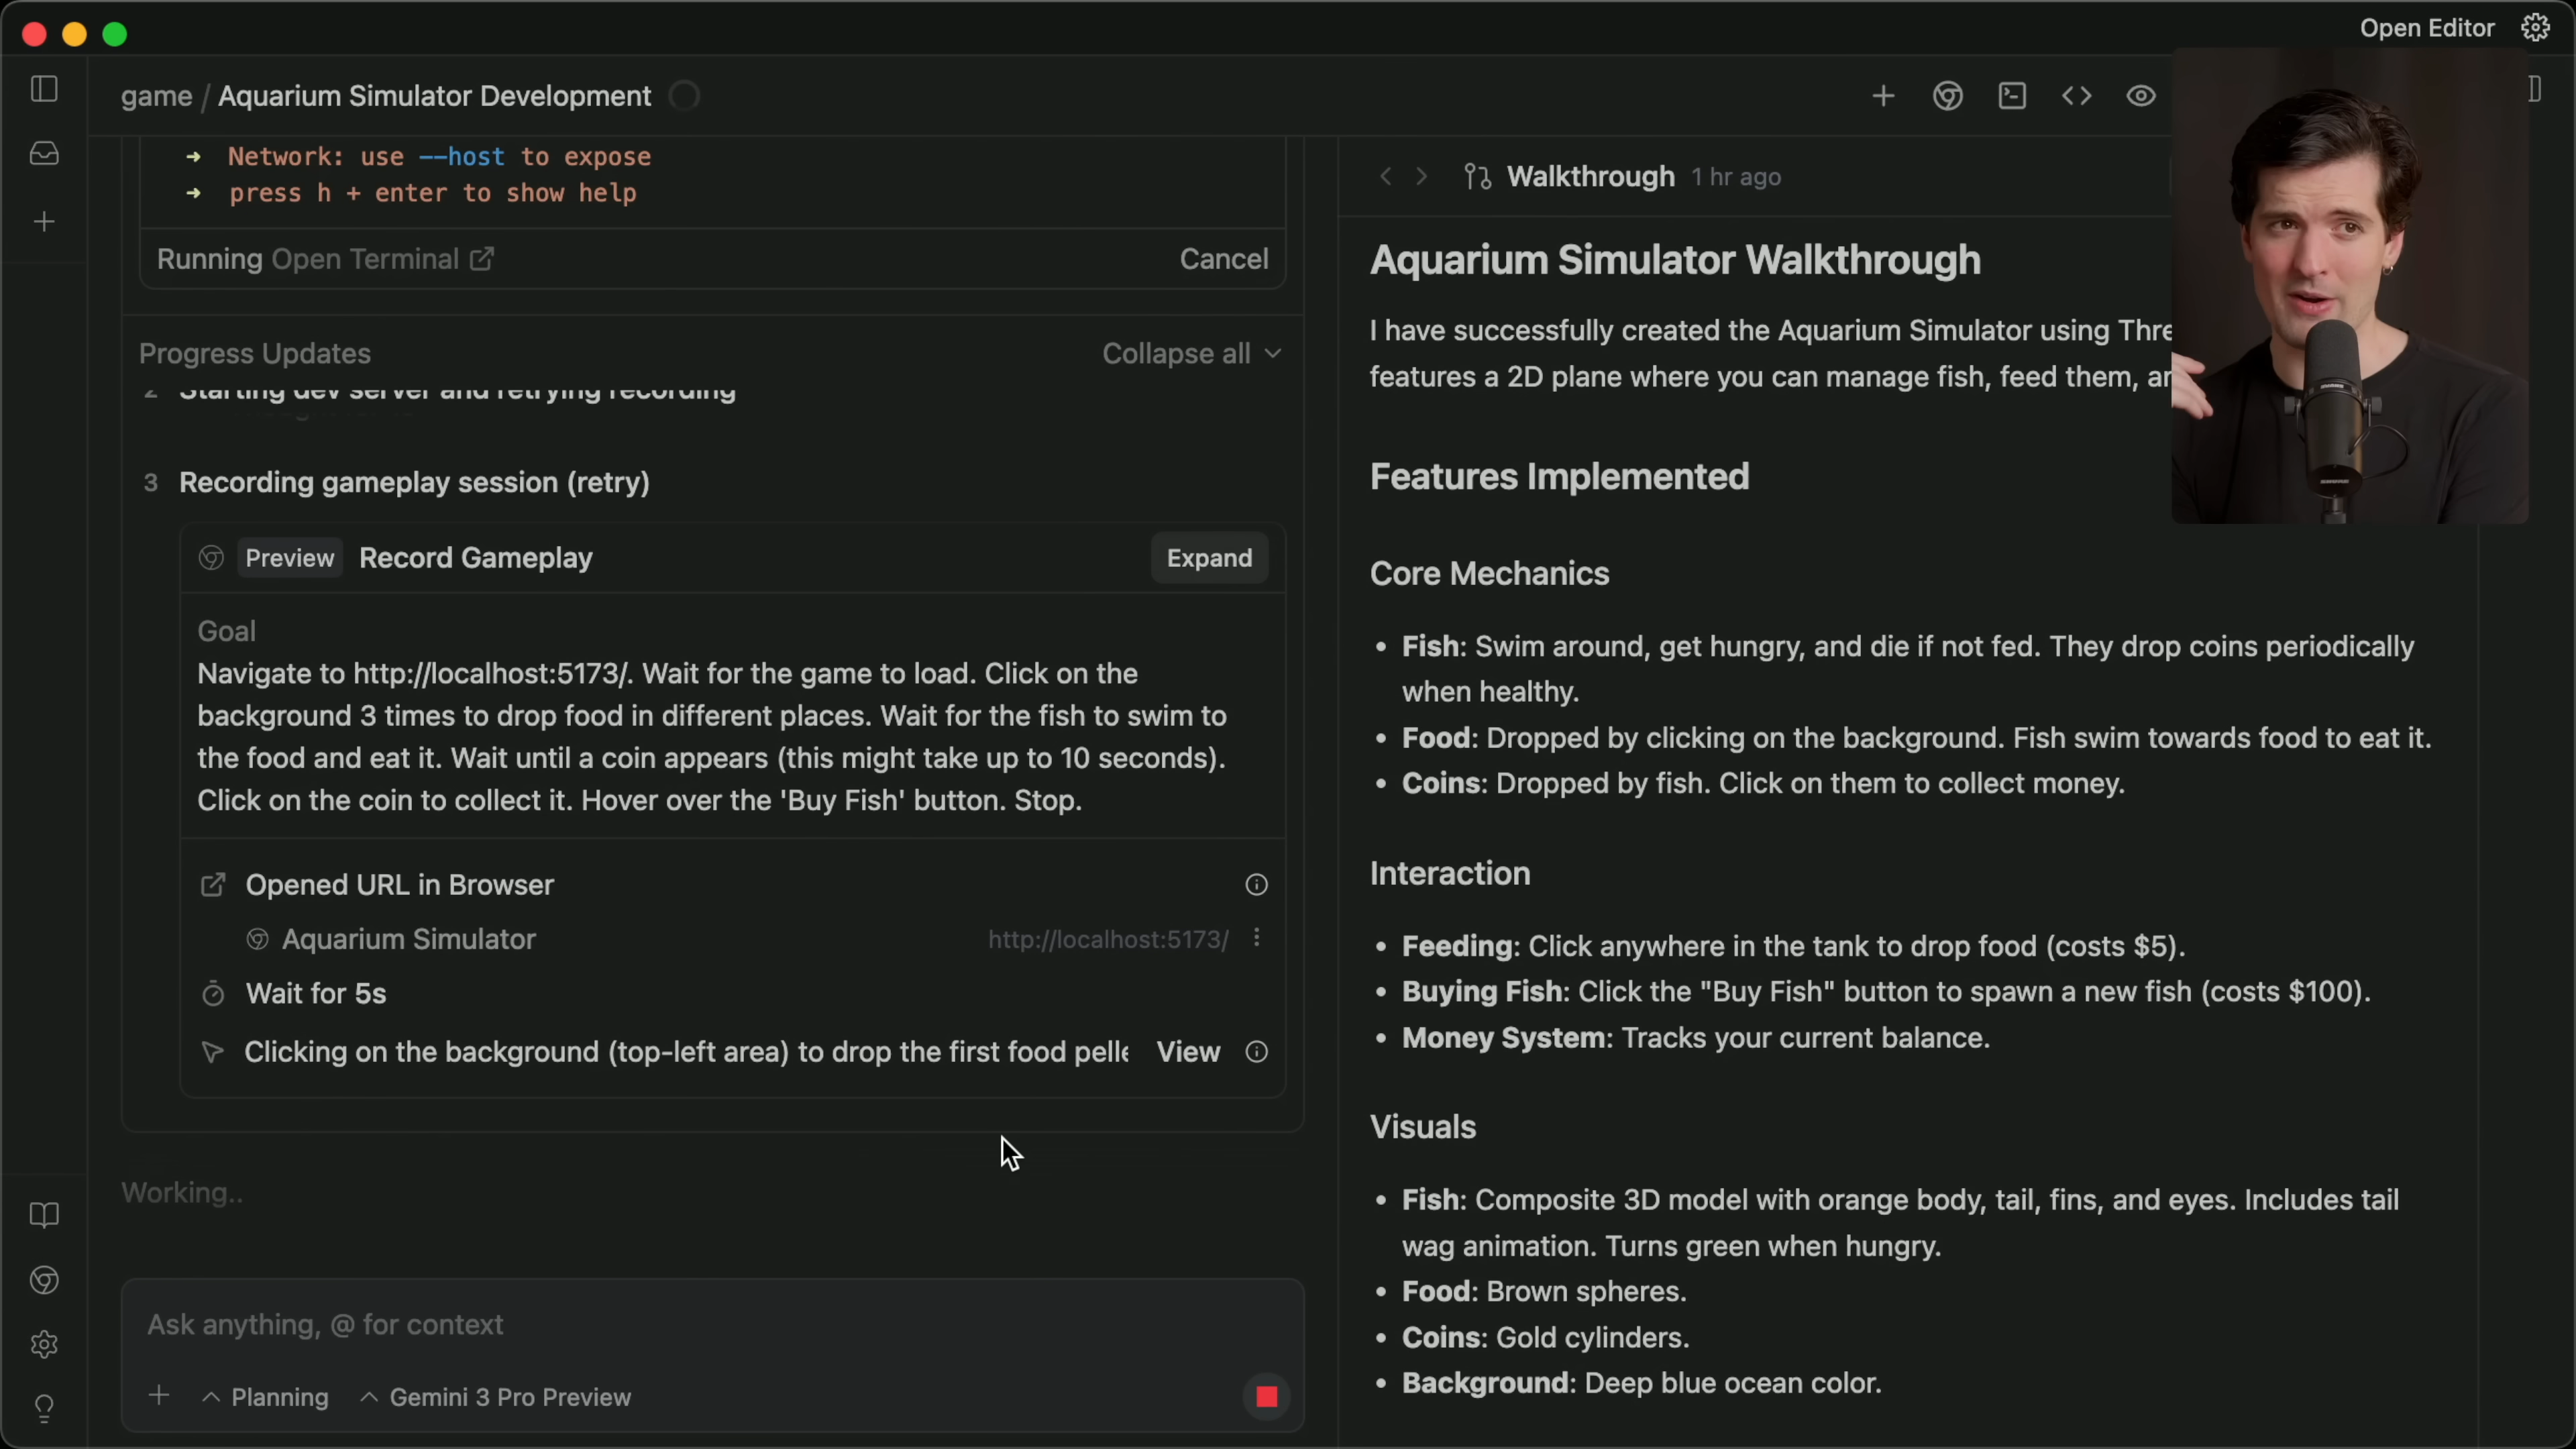 Open Editor
game / Aquarium Simulator Development
➜ Network: use --host to expose
➜ press h + enter to show help
Running Open Terminal
Cancel
Progress Updates
Collapse all
2 Starting dev server and retrying recording
3 Recording gameplay session (retry)
Preview Record Gameplay
Expand
Goal
Navigate to http://localhost:5173/. Wait for the game to load. Click on the
background 3 times to drop food in different places. Wait for the fish to swim to
the food and eat it. Wait until a coin appears (this might take up to 10 seconds).
Click on the coin to collect it. Hover over the 'Buy Fish' button. Stop.
Opened URL in Browser
Aquarium Simulator
http://localhost:5173/
Wait for 5s
Clicking on the background (top-left area) to drop the first food pelle
View
Working..
Ask anything, @ for context
Planning
Gemini 3 Pro Preview
Walkthrough 1 hr ago
Aquarium Simulator Walkthrough
I have successfully created the Aquarium Simulator using Thre
features a 2D plane where you can manage fish, feed them, an
Features Implemented
Core Mechanics
• Fish: Swim around, get hungry, and die if not fed. They drop coins periodically
when healthy.
• Food: Dropped by clicking on the background. Fish swim towards food to eat it.
• Coins: Dropped by fish. Click on them to collect money.
Interaction
• Feeding: Click anywhere in the tank to drop food (costs $5).
• Buying Fish: Click the "Buy Fish" button to spawn a new fish (costs $100).
• Money System: Tracks your current balance.
Visuals
• Fish: Composite 3D model with orange body, tail, fins, and eyes. Includes tail
wag animation. Turns green when hungry.
• Food: Brown spheres.
• Coins: Gold cylinders.
• Background: Deep blue ocean color.